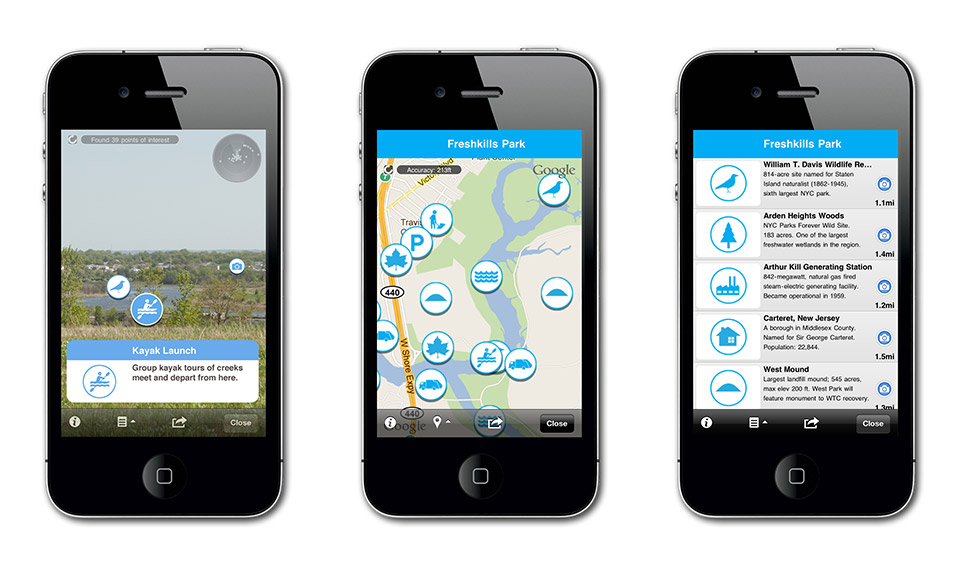 Found 39 points of interest
Kayak Launch
Group kayak tours of creeks
meet and depart from here.
Close
Freshkills Park
Google
Accuracy: 213ft
Victory Blvd
Travis
P
440
W Shore Expy
440
Google
Close
Freshkills Park
William T. Davis Wildlife Re...
814-acre site named for Staten
Island naturalist (1862-1945),
sixth largest NYC park.
1.1mi
Arden Heights Woods
NYC Parks Forever Wild Site.
183 acres. One of the largest
freshwater wetlands in the region.
1.4mi
Arthur Kill Generating Station
842-megawatt, natural gas fired
steam-electric generating facility.
Became operational in 1959.
1.2mi
Carteret, New Jersey
A borough in Middlesex County.
Named for Sir George Carteret.
Population: 22,844.
1.5mi
West Mound
Largest landfill mound; 545 acres,
max elev 200 ft. West Park will
feature monument to WTC recovery.
1.3mi
Close